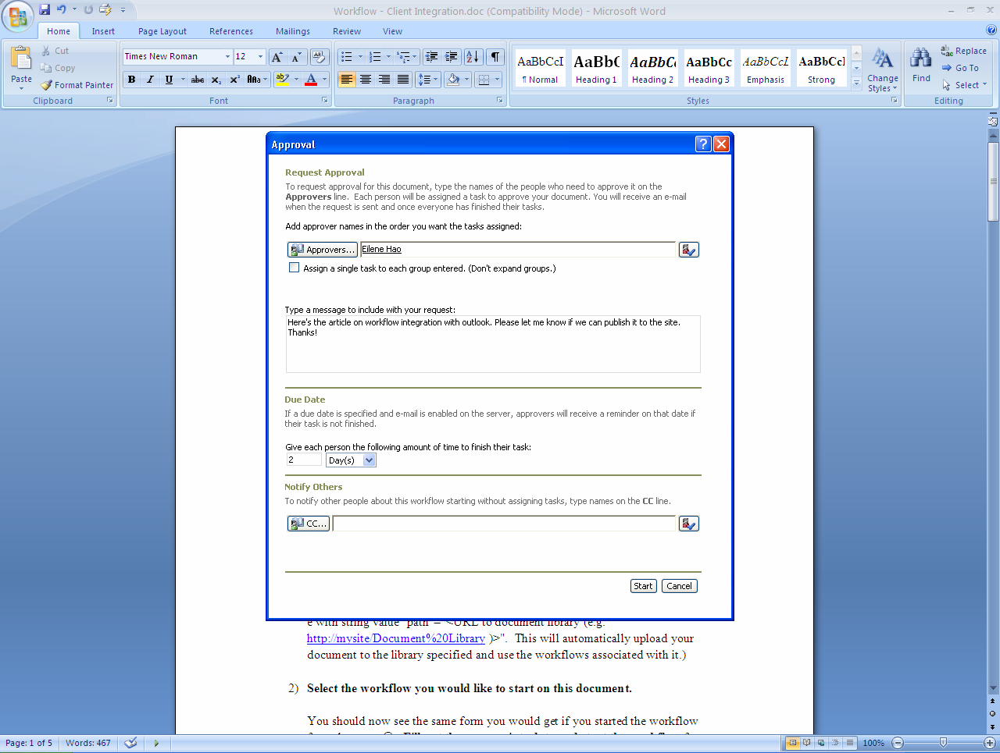 Workflow - Client Integration.doc (Compatibility Mode) - Microsoft Word
Home Insert Page Layout References Mailings Review View
Paste
Cut
Copy
Format Painter
Clipboard
Times New Roman 12
B I U abc x₂ x² Aa
Font
Paragraph
AaBbCcI AaBbC AaBbCc AaBbCc AaBbCcI AaBbCcl
¶ Normal Heading 1 Heading 2 Heading 3 Emphasis Strong
Change Styles
Styles
Find
Replace
Go To
Select
Editing
Approval
Request Approval
To request approval for this document, type the names of the people who need to approve it on the
Approvers line. Each person will be assigned a task to approve your document. You will receive an e-mail
when the request is sent and once everyone has finished their tasks.
Add approver names in the order you want the tasks assigned:
Approvers... Eilene Hao
Assign a single task to each group entered. (Don't expand groups.)
Type a message to include with your request:
Here's the article on workflow integration with outlook. Please let me know if we can publish it to the site.
Thanks!
Due Date
If a due date is specified and e-mail is enabled on the server, approvers will receive a reminder on that date if
their task is not finished.
Give each person the following amount of time to finish their task:
2 Day(s)
Notify Others
To notify other people about this workflow starting without assigning tasks, type names on the CC line.
CC...
Start Cancel
e with string value "path = "<URL to document library (e.g.
http://mysite/Document%20Library )>". This will automatically upload your
document to the library specified and use the workflows associated with it.)
2) Select the workflow you would like to start on this document.
You should now see the same form you would get if you started the workflow
Page: 1 of 5 Words: 467 100%